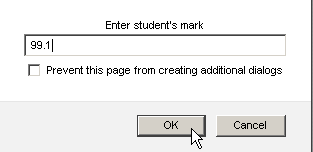 Enter student's mark
99.1
Prevent this page from creating additional dialogs
OK Cancel